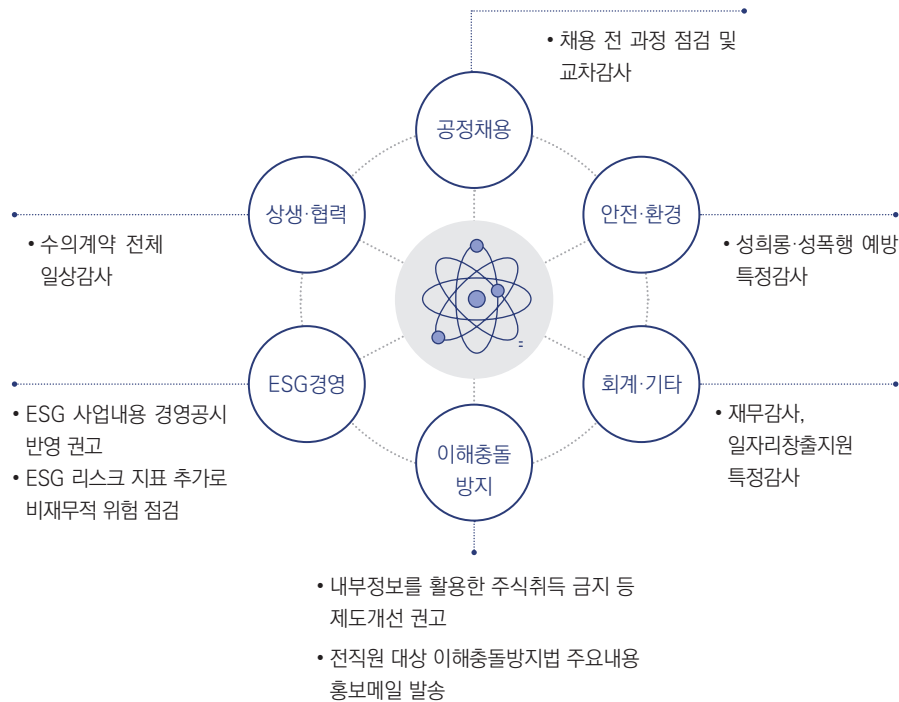 • 채용 전 과정 점검 및
교차감사
공정채용
상생·협력
안전·환경
• 수의계약 전체
일상감사
• 성희롱·성폭행 예방
특정감사
ESG경영
회계·기타
• ESG 사업내용 경영공시
반영 권고
• ESG 리스크 지표 추가로
비재무적 위험 점검
• 재무감사,
일자리창출지원
특정감사
이해충돌
방지
• 내부정보를 활용한 주식취득 금지 등
제도개선 권고
• 전직원 대상 이해충돌방지법 주요내용
홍보메일 발송